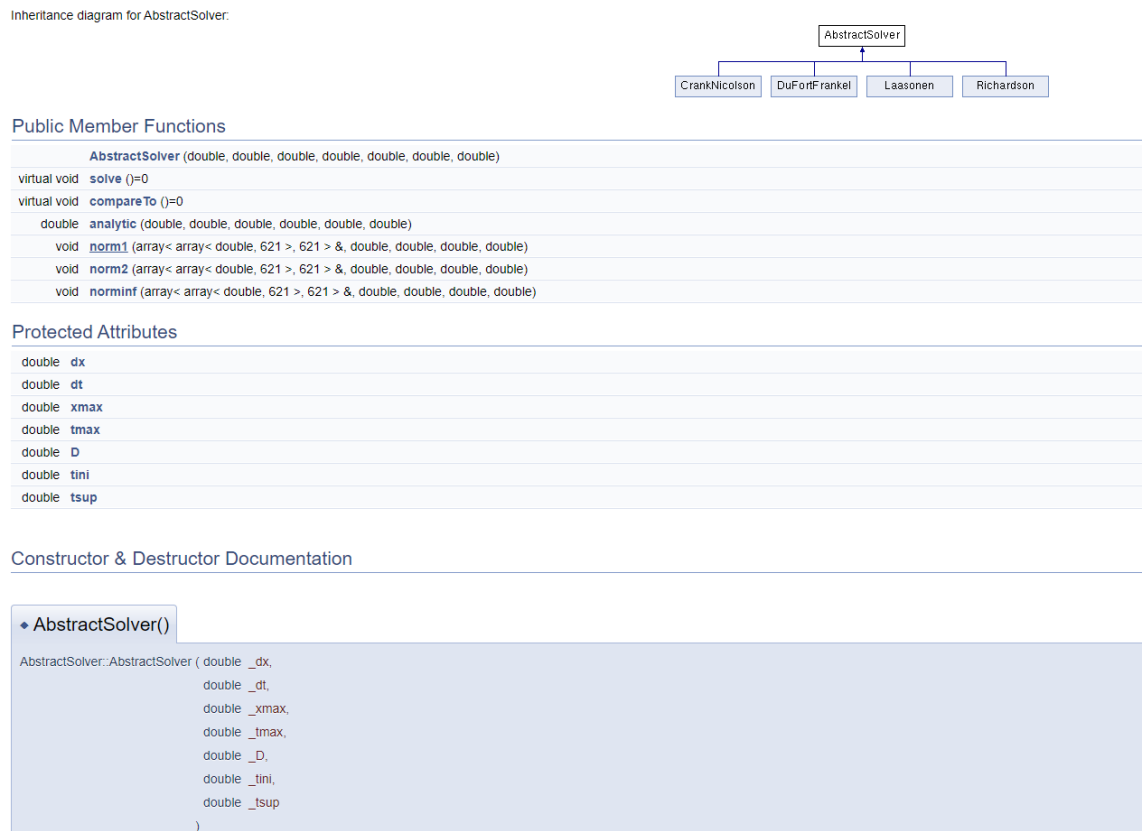 Inheritance diagram for AbstractSolver:
AbstractSolver
CrankNicolson DuFortFrankel Laasonen Richardson
Public Member Functions
AbstractSolver (double, double, double, double, double, double, double)
virtual void solve ()=0
virtual void compareTo ()=0
double analytic (double, double, double, double, double, double)
void norm1 (array< array< double, 621 >, 621 > &, double, double, double, double)
void norm2 (array< array< double, 621 >, 621 > &, double, double, double, double)
void norminf (array< array< double, 621 >, 621 > &, double, double, double, double)
Protected Attributes
double dx
double dt
double xmax
double tmax
double D
double tini
double tsup
Constructor & Destructor Documentation
◆ AbstractSolver()
AbstractSolver::AbstractSolver ( double _dx,
double _dt,
double _xmax,
double _tmax,
double _D,
double _tini,
double _tsup
)